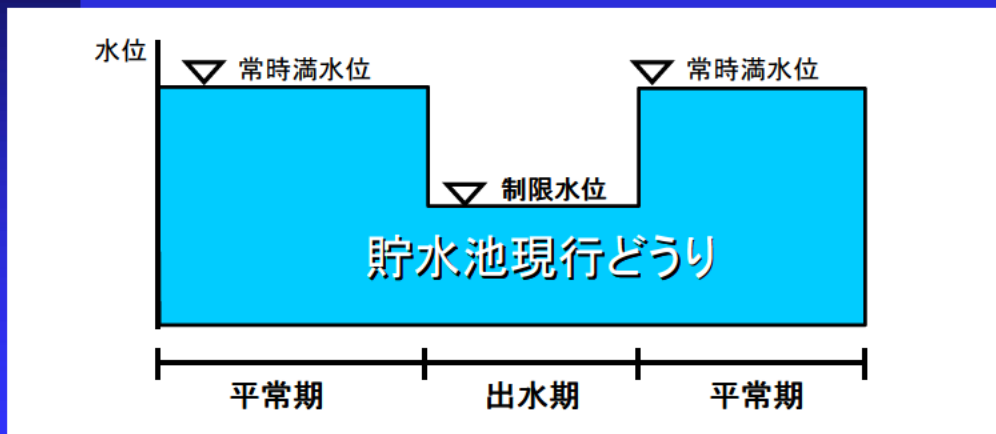 水位
常時満水位
常時満水位
制限水位
貯水池現行どうり
平常期
出水期
平常期